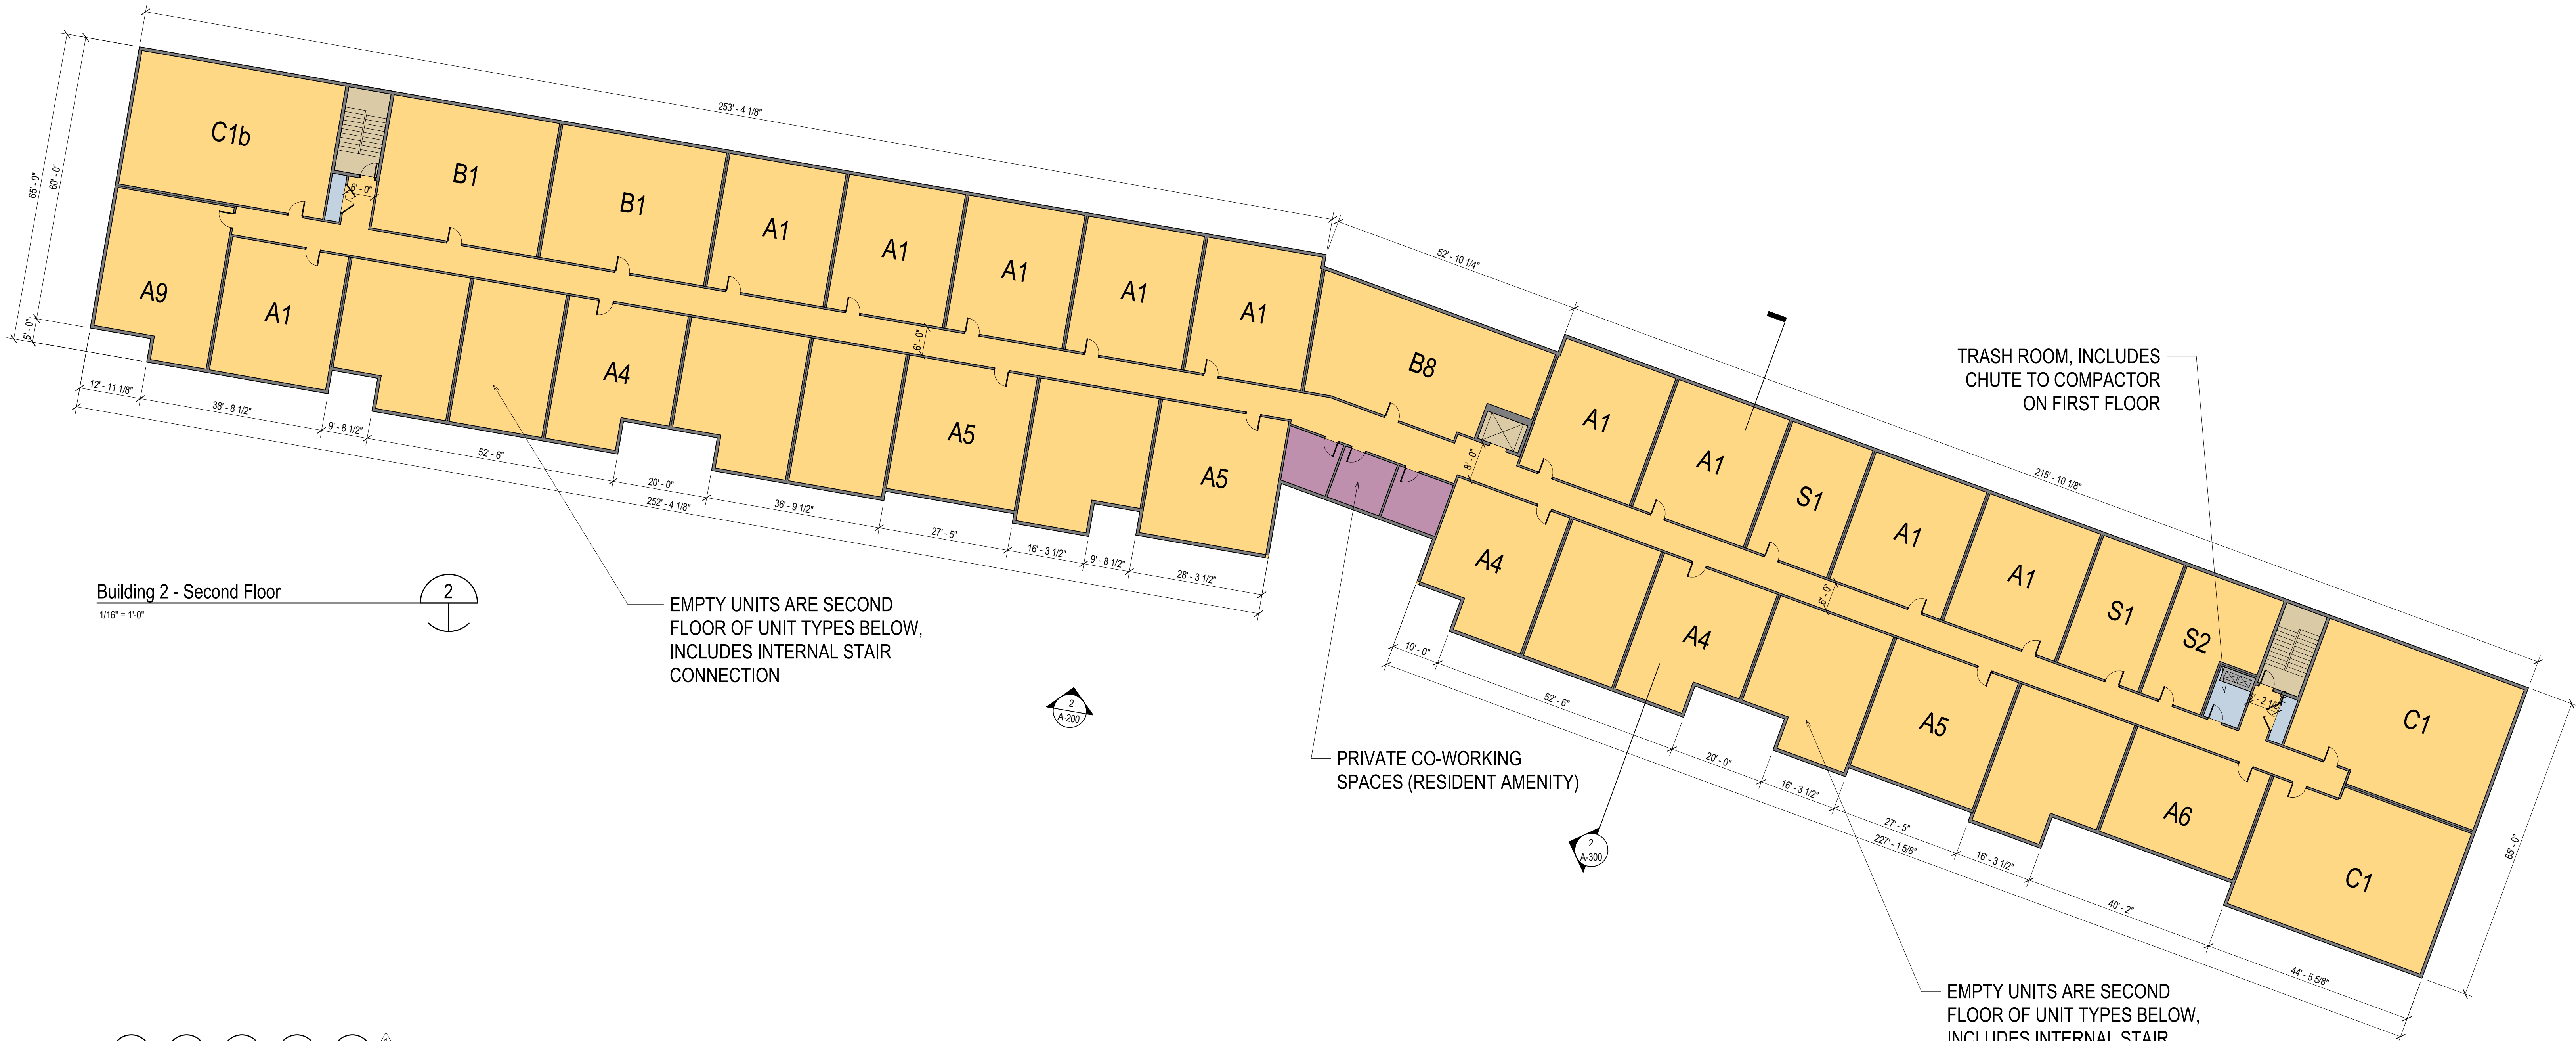 253' - 4 1/8"
65' - 0"
60' - 0"
5' - 0"
C1b
6' - 0"
B1
B1
A1
A1
A1
A1
A1
A9
A1
A4
6' - 0"
A5
A5
12' - 11 1/8"
38' - 8 1/2"
9' - 8 1/2"
52' - 6"
20' - 0"
252' - 4 1/8"
36' - 9 1/2"
27' - 5"
16' - 3 1/2"
9' - 8 1/2"
28' - 3 1/2"
52' - 10 1/4"
B8
8' - 0"
A1
A1
S1
A1
A1
S1
S2
C1
215' - 10 1/8"
TRASH ROOM, INCLUDES
CHUTE TO COMPACTOR
ON FIRST FLOOR
A4
A4
6' - 0"
A5
A6
C1
65' - 0"
10' - 0"
52' - 6"
20' - 0"
16' - 3 1/2"
27' - 5"
227' - 1 5/8"
16' - 3 1/2"
40' - 2"
44' - 5 5/8"
Building 2 - Second Floor
1/16" = 1'-0"
2
EMPTY UNITS ARE SECOND
FLOOR OF UNIT TYPES BELOW,
INCLUDES INTERNAL STAIR
CONNECTION
2
A-200
PRIVATE CO-WORKING
SPACES (RESIDENT AMENITY)
2
A-300
EMPTY UNITS ARE SECOND
FLOOR OF UNIT TYPES BELOW,
INCLUDES INTERNAL STAIR